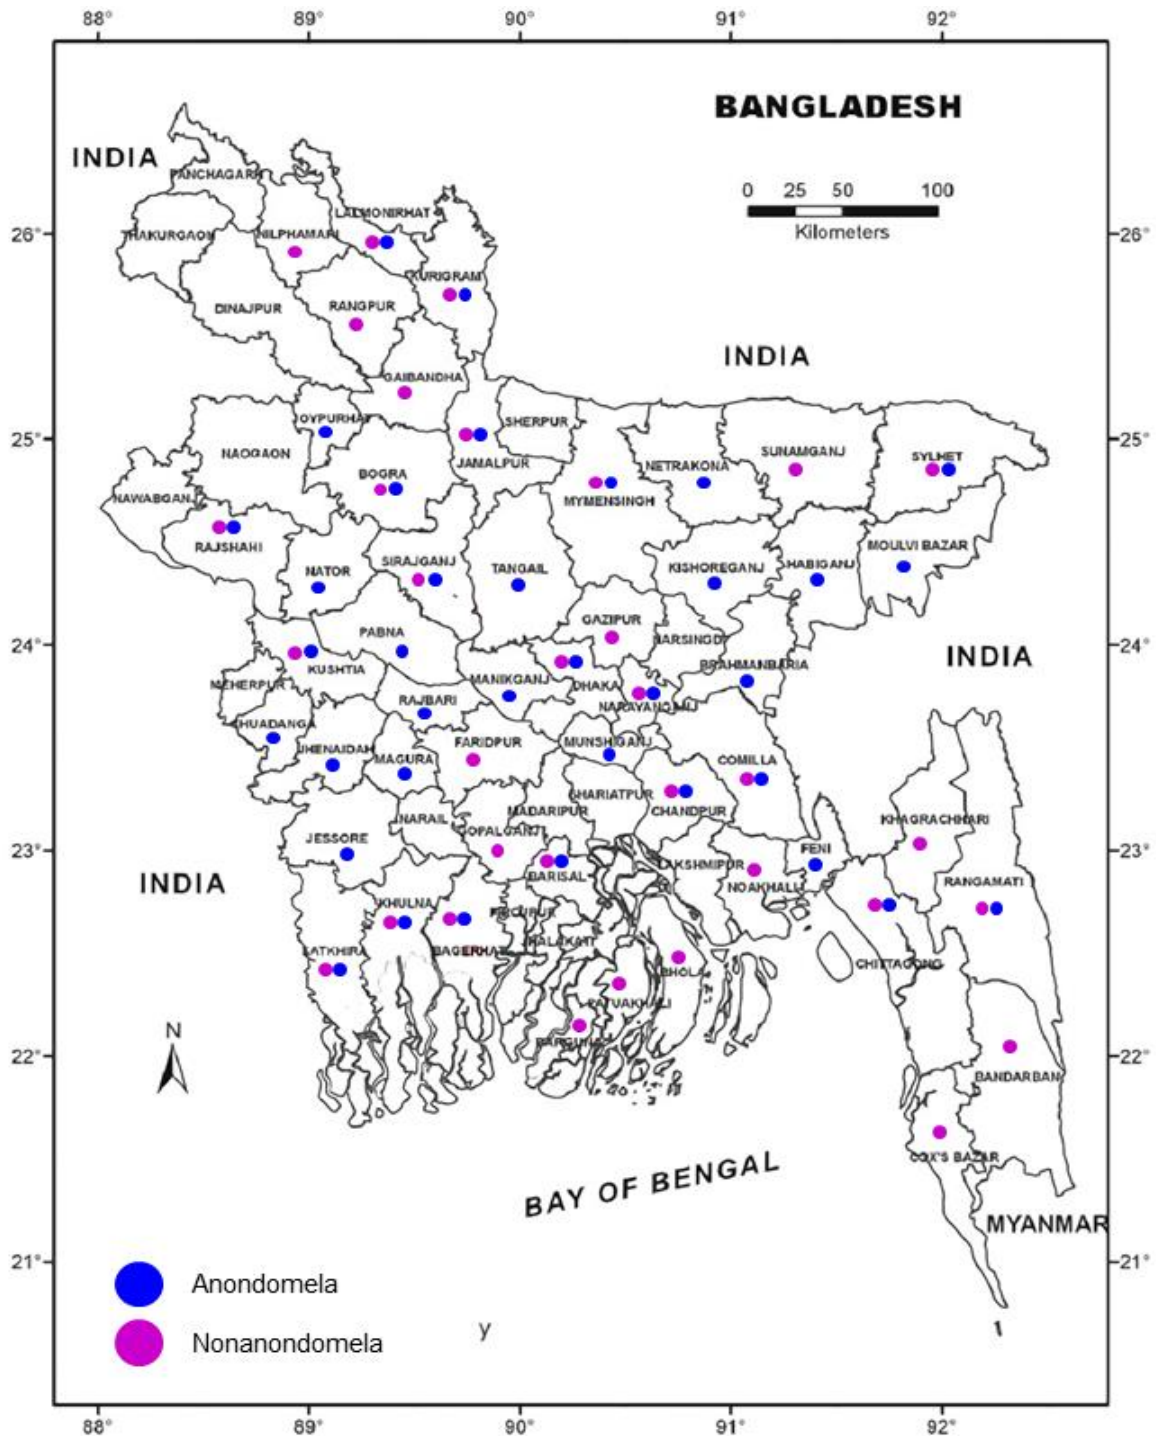 88° 89° 90° 91° 92°
BANGLADESH
INDIA
PANCHAGARH
0 25 50 100
LALMONIRHAT
Kilometers
26° THAKURGAON NILPHAMARI 26°
KURIGRAM
DINAJPUR RANGPUR
INDIA
GAIBANDHA
JOYPURHAT SHERPUR
25° 25°
NAOGAON SUNAMGANJ SYLHET
JAMALPUR NETRAKONA
BOGRA
NAWABGANJ MYMENSINGH
RAJSHAHI MOULVI BAZAR
SIRAJGANJ TANGAIL KISHOREGANJ HABIGANJ
NATOR
GAZIPUR
PABNA NARSINGDI
24° 24°
KUSHTIA BRAHMANBARIA INDIA
MEHERPUR MANIKGANJ DHAKA
RAJBARI NARAYANGANJ
CHUADANGA
JHENAIDAH FARIDPUR MUNSHIGANJ
MAGURA COMILLA
SHARIATPUR
MADARIPUR CHANDPUR
NARAIL KHAGRACHHARI
JESSORE GOPALGANJ
23° FENI 23°
LAKSHMIPUR
INDIA BARISAL NOAKHALI RANGAMATI
KHULNA
JHALAKATI
SATKHIRA BAGERHAT
CHITTAGONG
BHOLA
PATUAKHALI
N
BARGUNA
22° 22°
BANDARBAN
COX'S BAZAR
BAY OF BENGAL
MYANMAR
21° 21°
Anondomela
y 1
Nonanondomela
88° 89° 90° 91° 92°